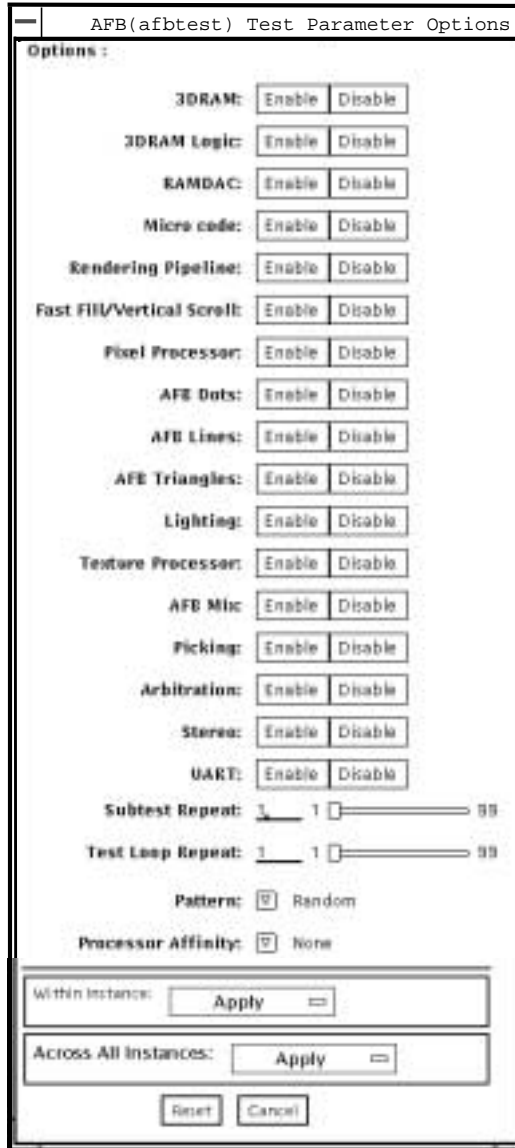 AFB(afbtest) Test Parameter Options
Options :
3DRAM: Enable Disable
3DRAM Logic: Enable Disable
RAMDAC: Enable Disable
Micro code: Enable Disable
Rendering Pipeline: Enable Disable
Fast Fill/Vertical Scroll: Enable Disable
Pixel Processor: Enable Disable
AFB Dots: Enable Disable
AFB Lines: Enable Disable
AFB Triangles: Enable Disable
Lighting: Enable Disable
Texture Processor: Enable Disable
AFB Misc Enable Disable
Picking: Enable Disable
Arbitration: Enable Disable
Stereo: Enable Disable
UART: Enable Disable
Subtest Repeat: 1 1 99
Test Loop Repeat: 1 1 99
Pattern: Random
Processor Affinity: None
Within Instance: Apply
Across All Instances: Apply
Reset Cancel